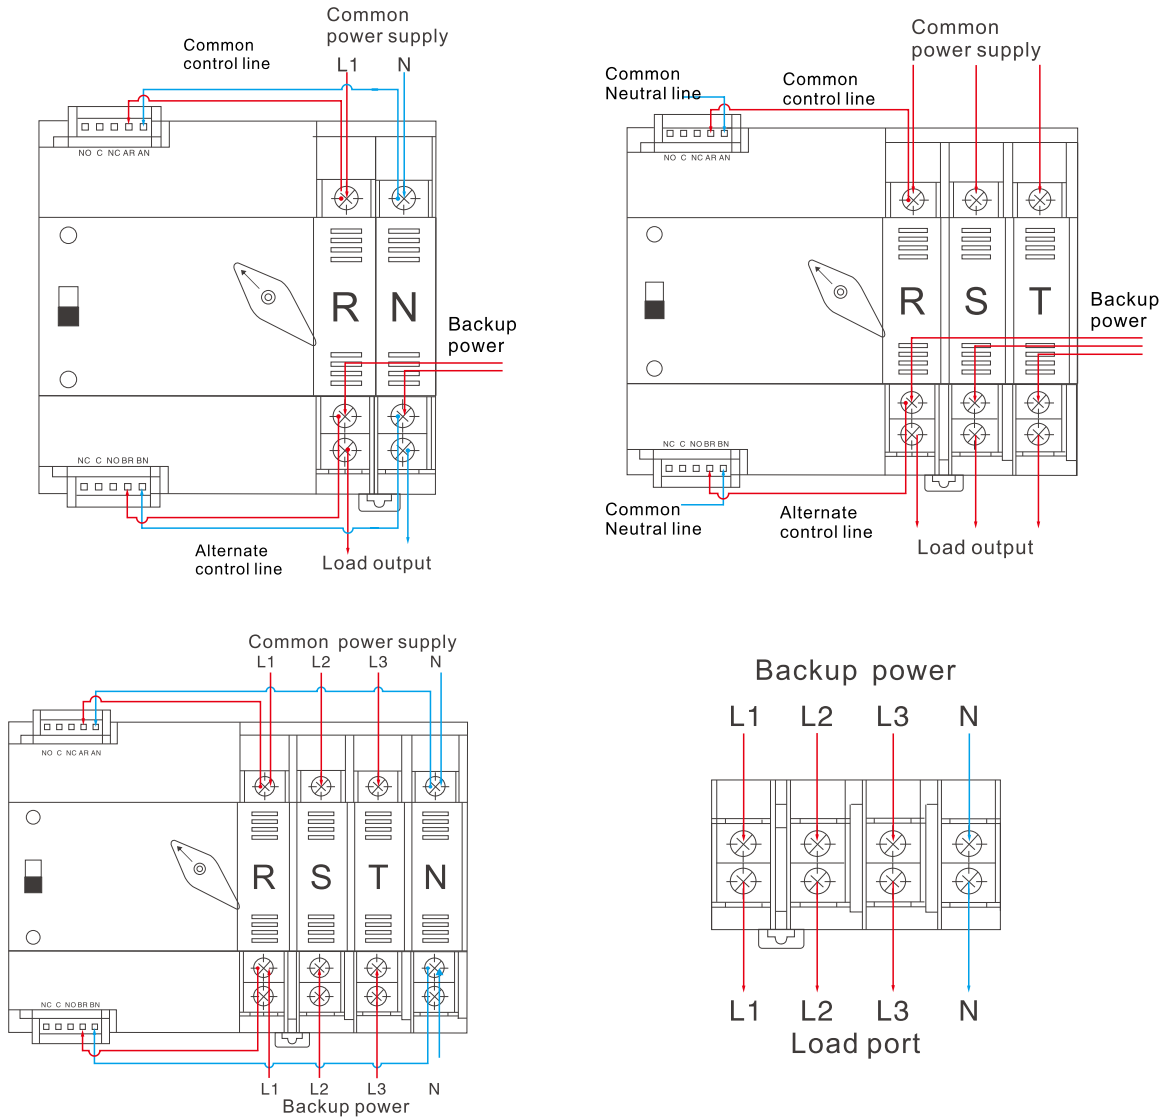 Common
power supply
Common
control line
L1 N
NO C NC AR AN
R N
Backup
power
NC C NO BR BN
Alternate
control line
Load output
Common
power supply
Common
Neutral line
Common
control line
NO C NC AR AN
R S T
Backup
power
NC C NO BR BN
Common
Neutral line
Alternate
control line
Load output
Common power supply
L1 L2 L3 N
NO C NC AR AN
R S T N
NC C NO BR BN
L1 L2 L3 N
Backup power
Backup power
L1 L2 L3 N
L1 L2 L3 N
Load port